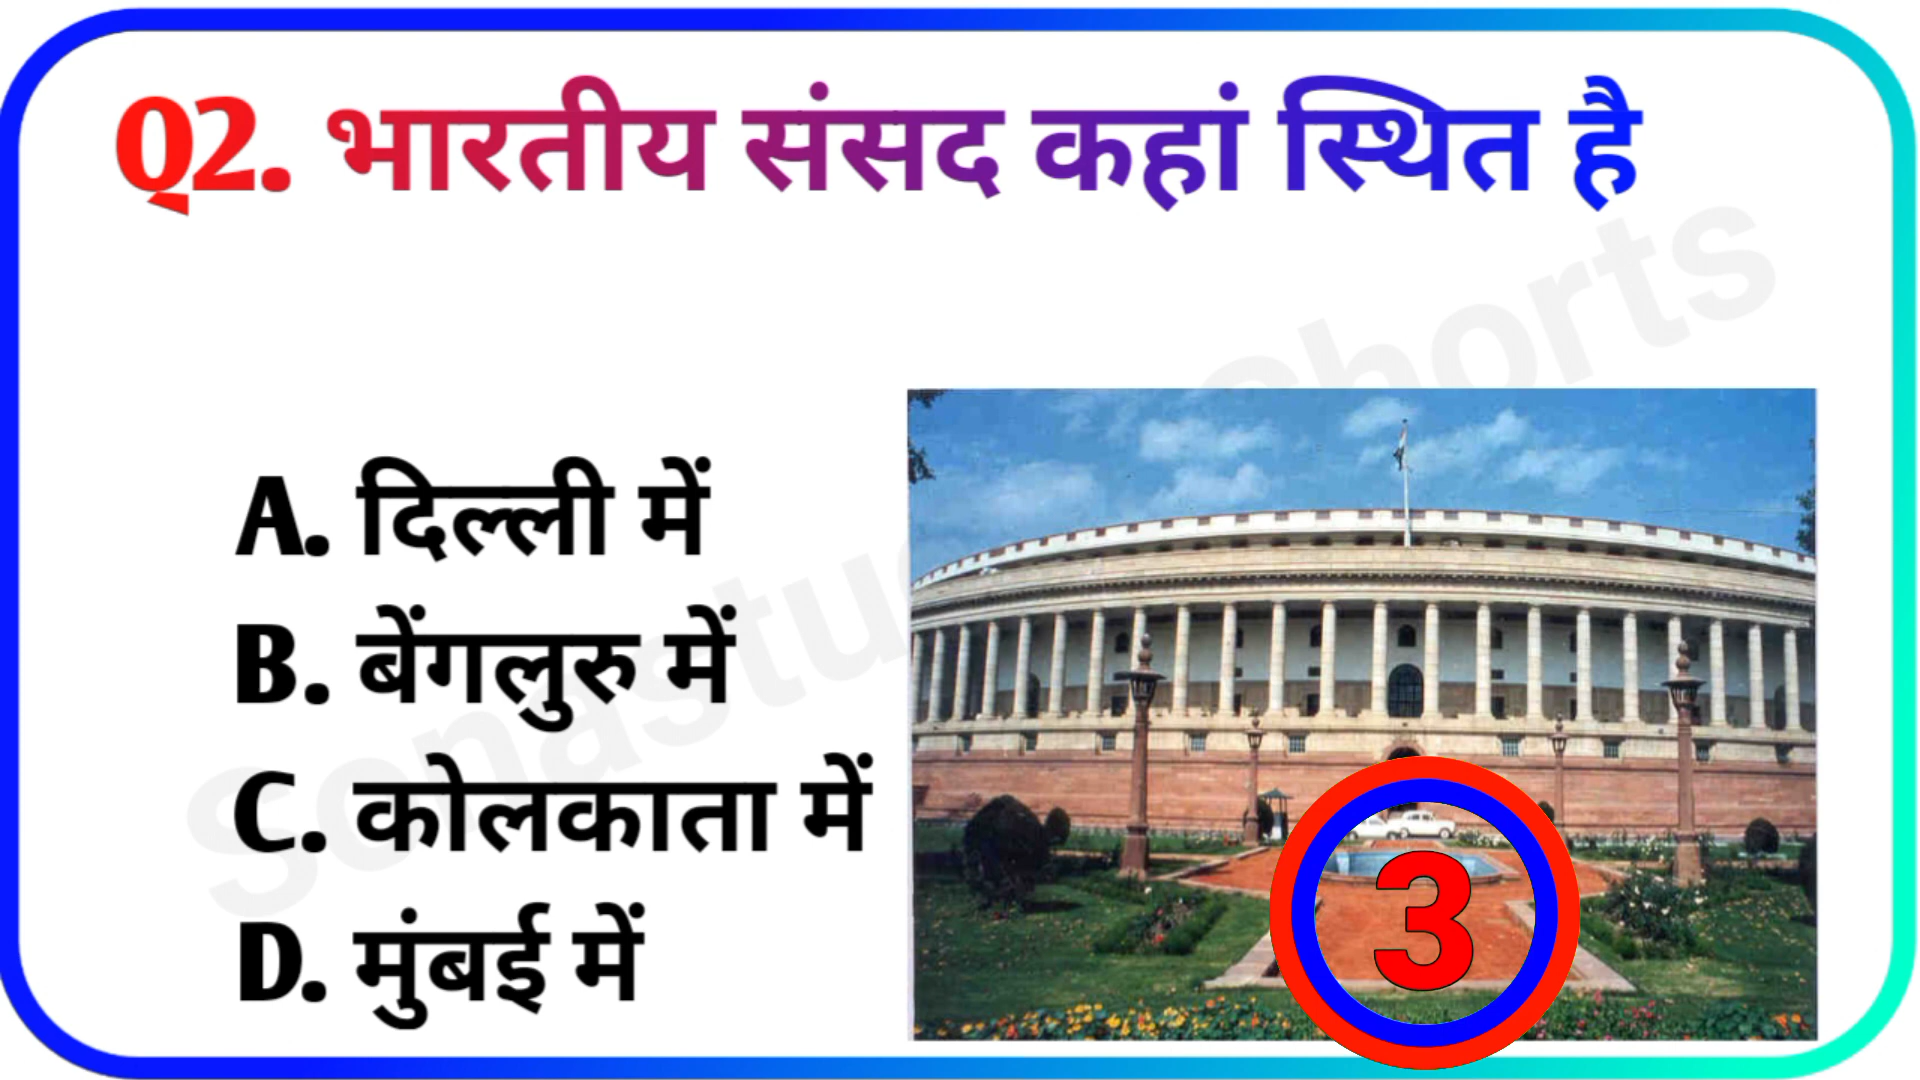 Q2. भारतीय संसद कहां स्थित है
A. दिल्ली में
B. बेंगलुरु में
C. कोलकाता में
D. मुंबई में
3